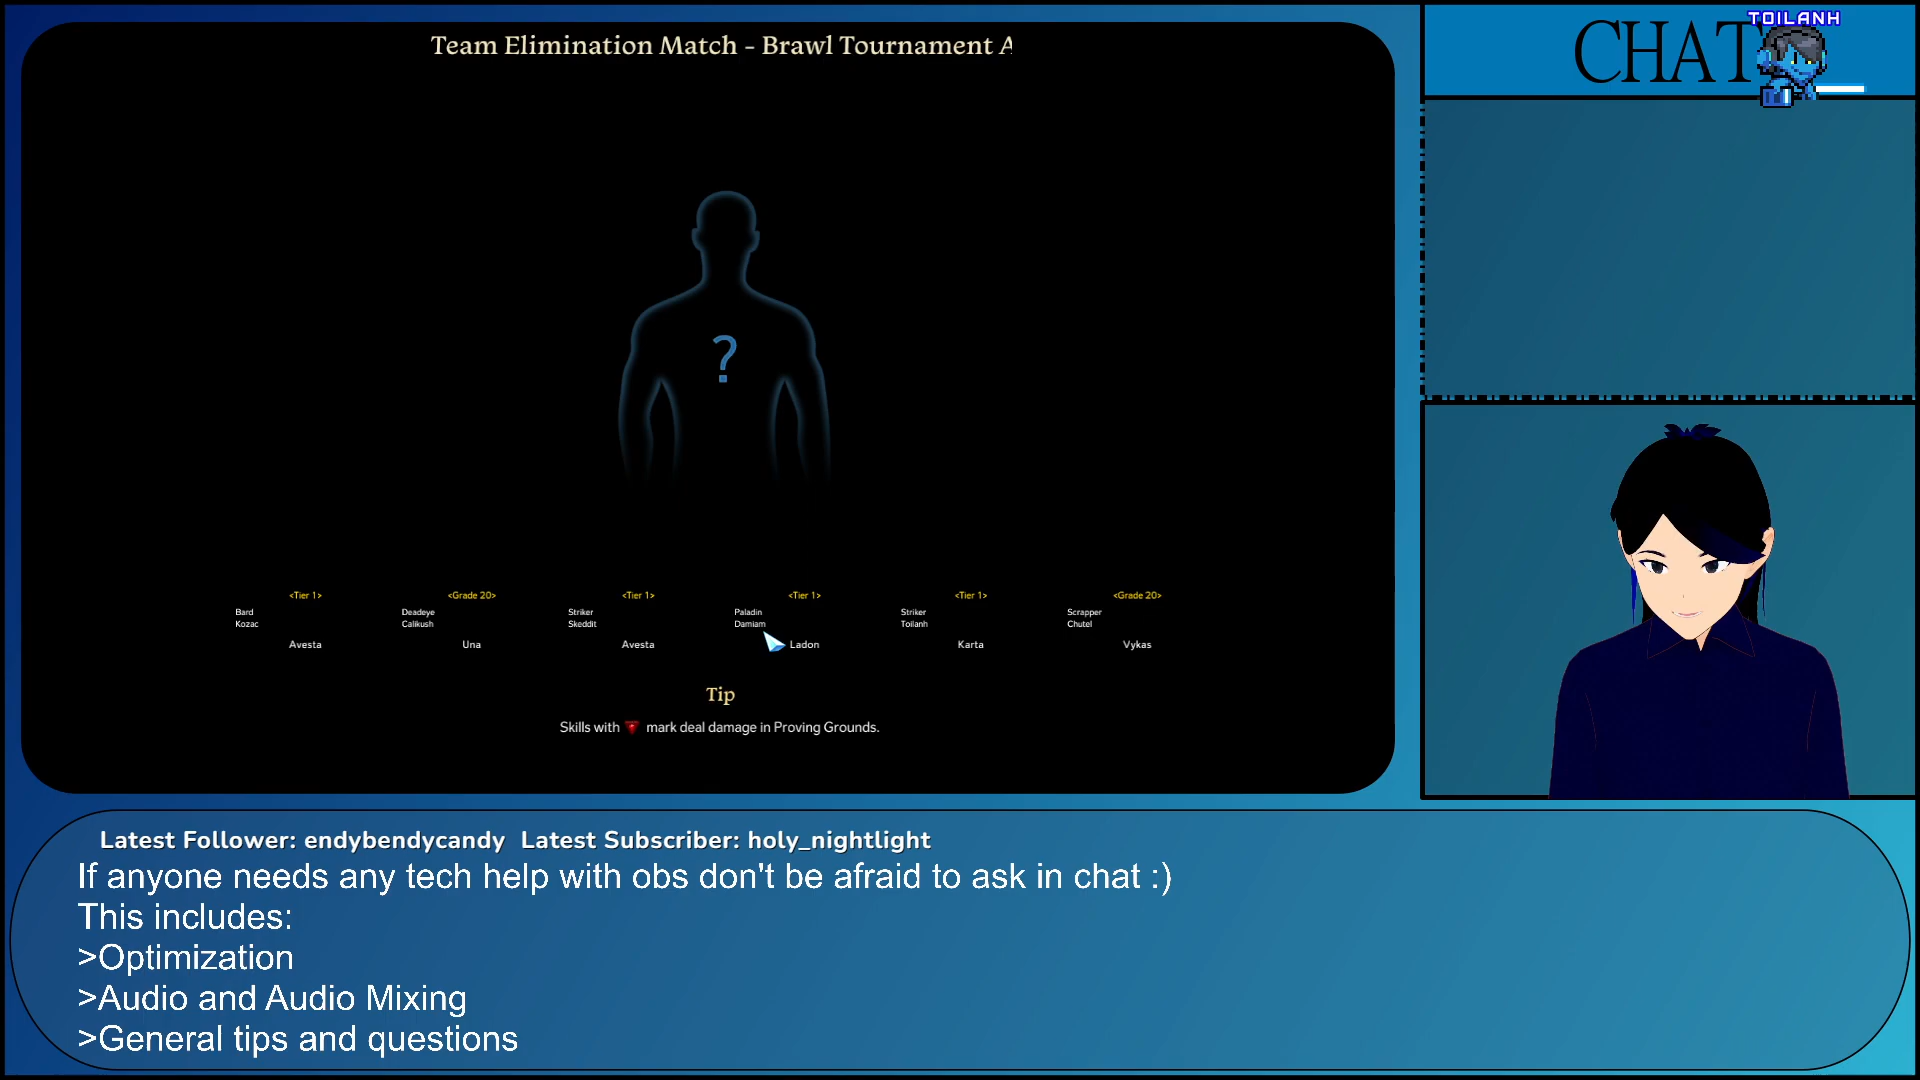 Team Elimination Match - Brawl Tournament A
CHAT
TOILANH
?
<Tier 1>
Bard
Kozac
Avesta
<Grade 20>
Deadeye
Calikush
Una
<Tier 1>
Striker
Skeddit
Avesta
<Tier 1>
Paladin
Damiam
Ladon
<Tier 1>
Striker
Toilanh
Karta
<Grade 20>
Scrapper
Chutel
Vykas
Tip
Skills with mark deal damage in Proving Grounds.
Latest Follower: endybendycandy Latest Subscriber: holy_nightlight
If anyone needs any tech help with obs don't be afraid to ask in chat :)
This includes:
>Optimization
>Audio and Audio Mixing
>General tips and questions